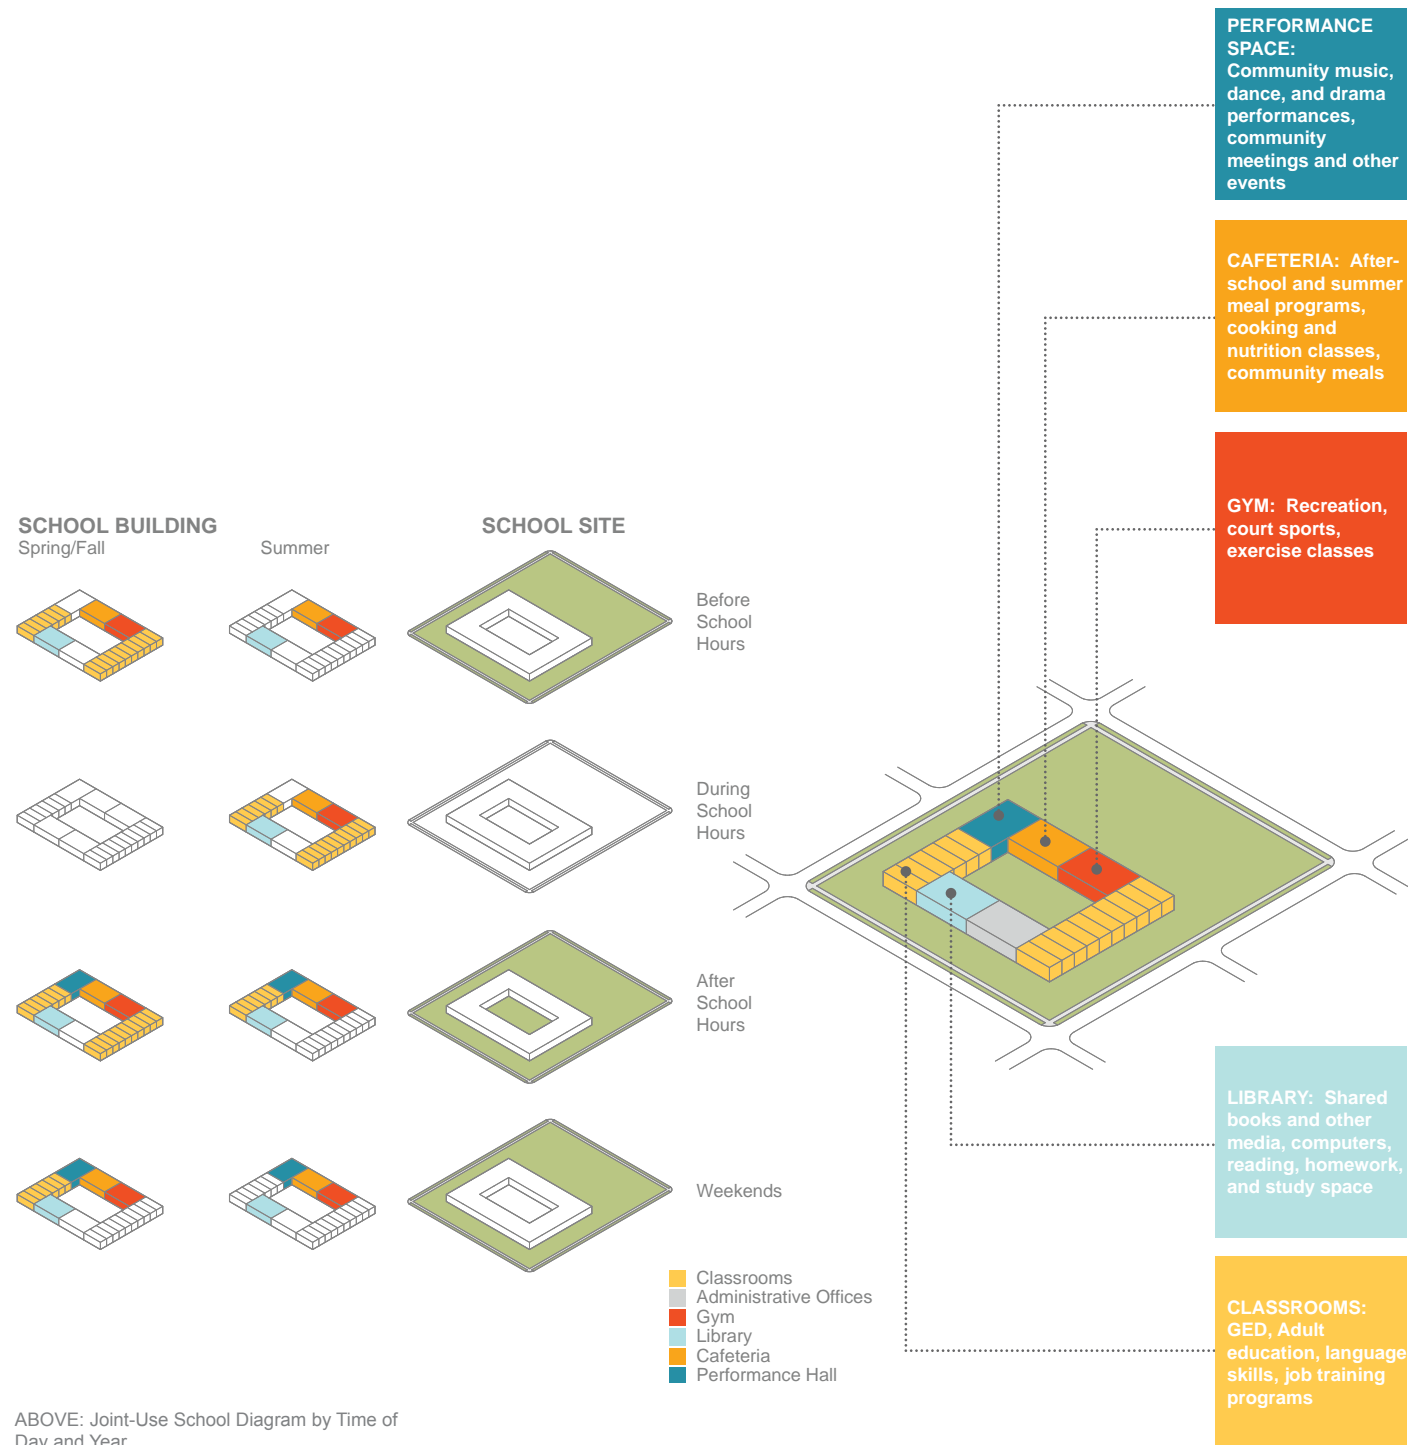 PERFORMANCE
SPACE:
Community music,
dance, and drama
performances,
community
meetings and other
events
CAFETERIA: After-
school and summer
meal programs,
cooking and
nutrition classes,
community meals
GYM: Recreation,
court sports,
exercise classes
SCHOOL BUILDING
Spring/Fall
Summer
SCHOOL SITE
Before
School
Hours
During
School
Hours
After
School
Hours
Weekends
LIBRARY: Shared
books and other
media, computers,
reading, homework,
and study space
CLASSROOMS:
GED, Adult
education, language
skills, job training
programs
Classrooms
Administrative Offices
Gym
Library
Cafeteria
Performance Hall
ABOVE: Joint-Use School Diagram by Time of
Day and Year